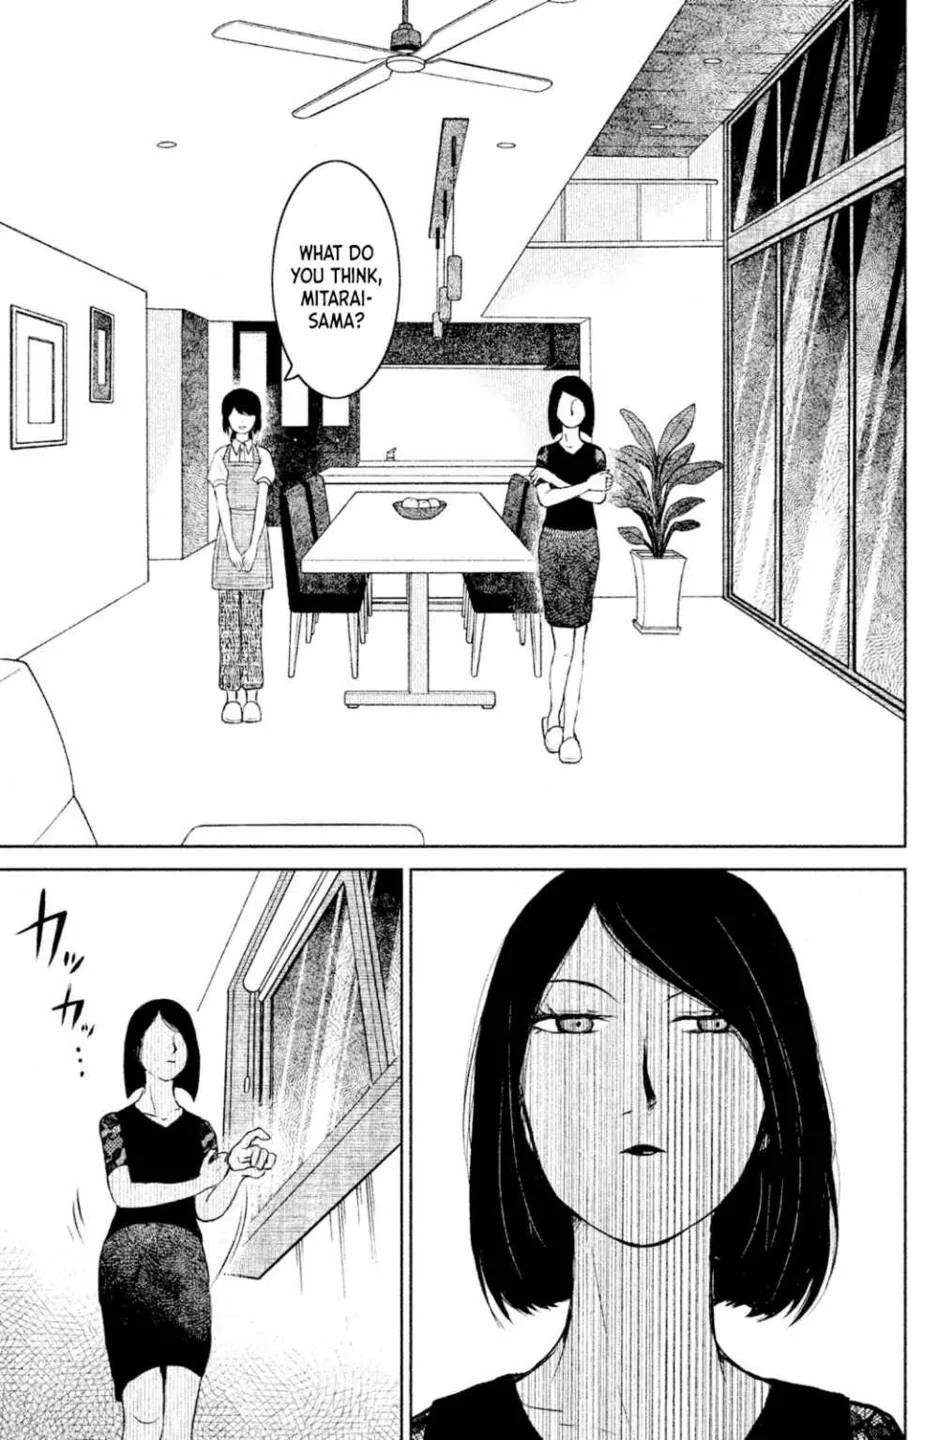 WHAT DO
YOU THINK,
MITARAI-
SAMA?
カッ
カッ…